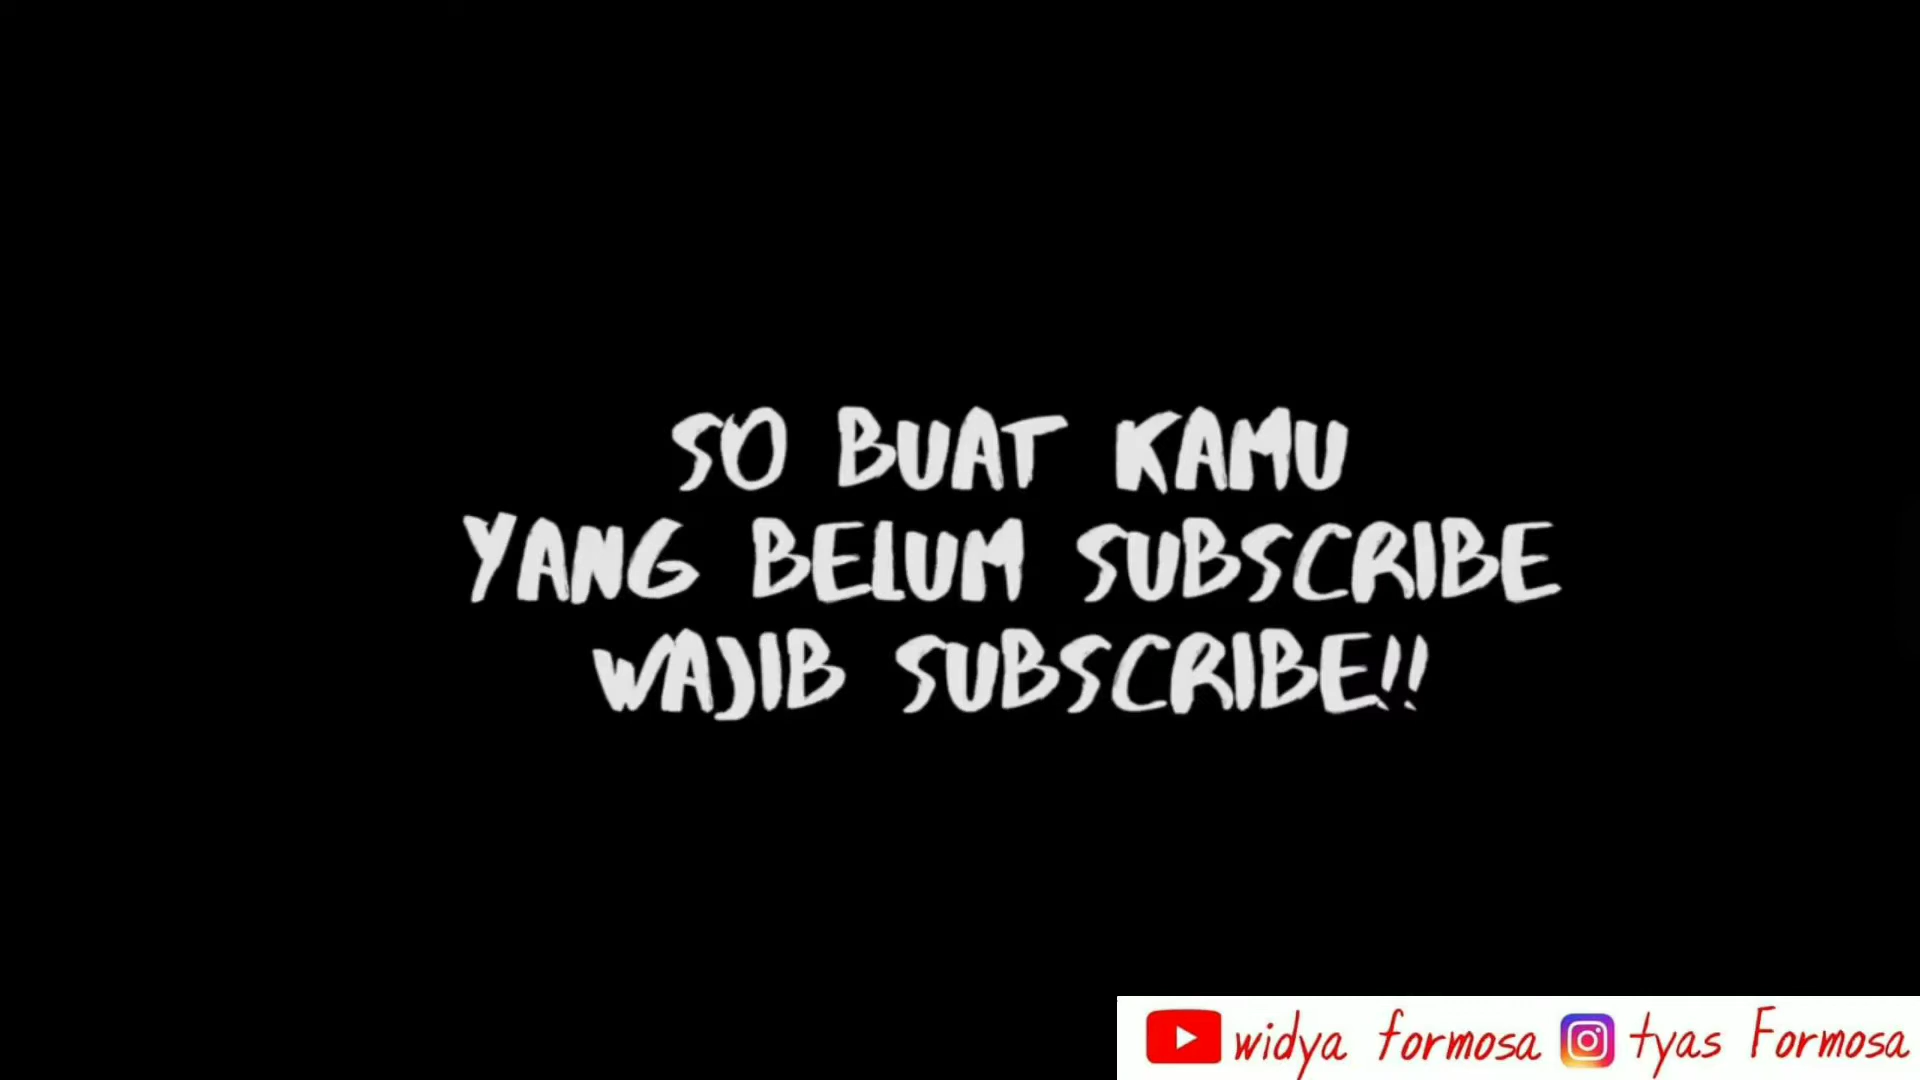 SO BUAT KAMU
YANG BELUM SUBSCRIBE
WAJIB SUBSCRIBE!!
widya formosa tyas Formosa